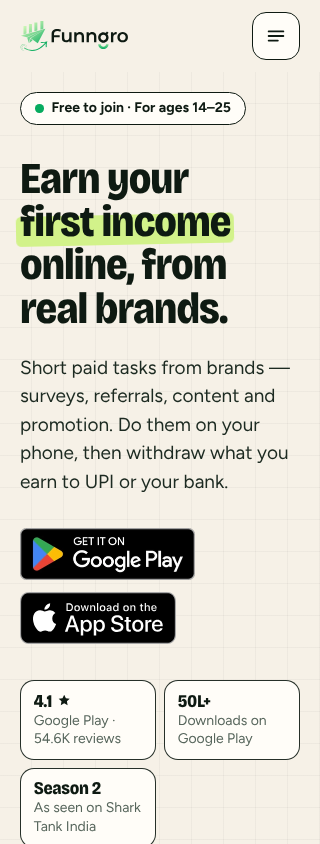 Funngro
Free to join · For ages 14–25
Earn your
first income
online, from
real brands.
Short paid tasks from brands —
surveys, referrals, content and
promotion. Do them on your
phone, then withdraw what you
earn to UPI or your bank.
GET IT ON
Google Play
Download on the
App Store
4.1 ★
Google Play ·
54.6K reviews
50L+
Downloads on
Google Play
Season 2
As seen on Shark
Tank India